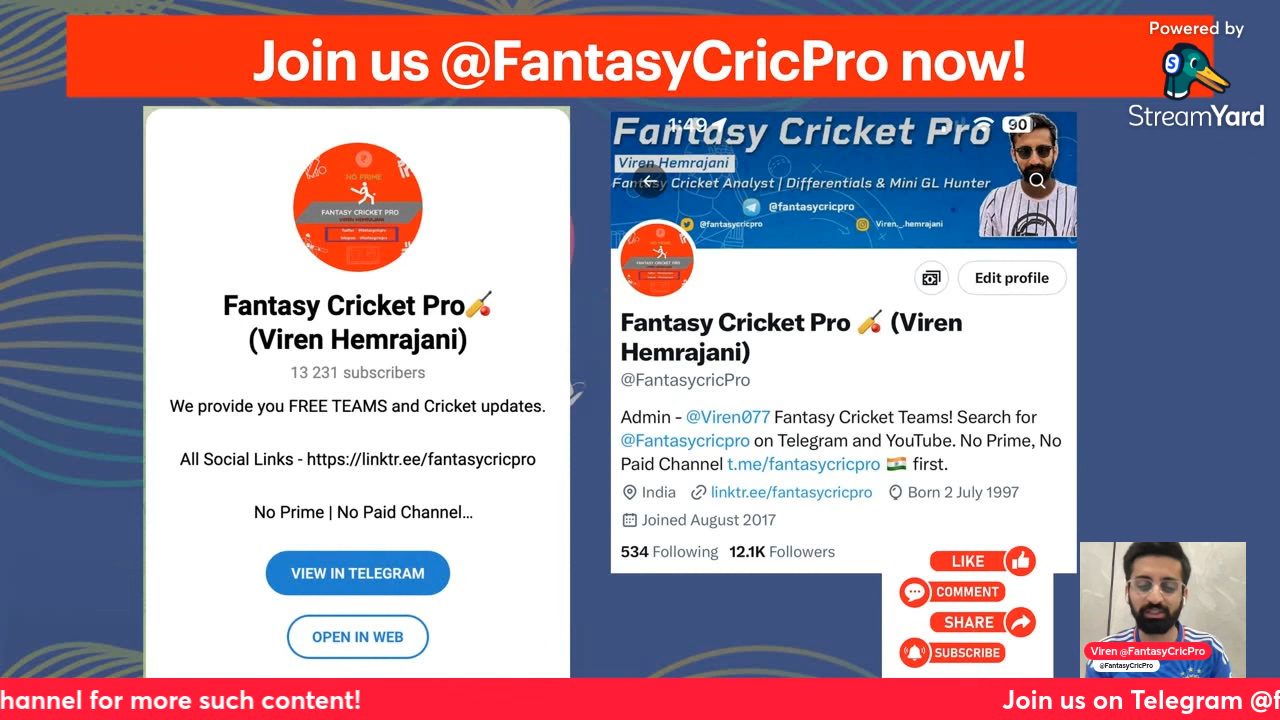 Join us @FantasyCricPro now!
Powered by
StreamYard
NO PRIME
FANTASY CRICKET PRO
Fantasy Cricket Pro🏏
(Viren Hemrajani)
13 231 subscribers
We provide you FREE TEAMS and Cricket updates.
All Social Links - https://linktr.ee/fantasycricpro
No Prime | No Paid Channel…
VIEW IN TELEGRAM
OPEN IN WEB
1:49
90
Fantasy Cricket Pro
Viren Hemrajani
Fantasy Cricket Analyst | Differentials & Mini GL Hunter
@fantasycricpro
@fantasycricpro
Viren._.hemrajani
Edit profile
Fantasy Cricket Pro 🏏 (Viren
Hemrajani)
@FantasycricPro
Admin - @Viren077 Fantasy Cricket Teams! Search for
@Fantasycricpro on Telegram and YouTube. No Prime, No
Paid Channel t.me/fantasycricpro 🇮🇳 first.
India linktr.ee/fantasycricpro Born 2 July 1997
Joined August 2017
534 Following 12.1K Followers
LIKE
COMMENT
SHARE
SUBSCRIBE
Viren @FantasyCricPro
@FantasyCricPro
hannel for more such content! Join us on Telegram @f